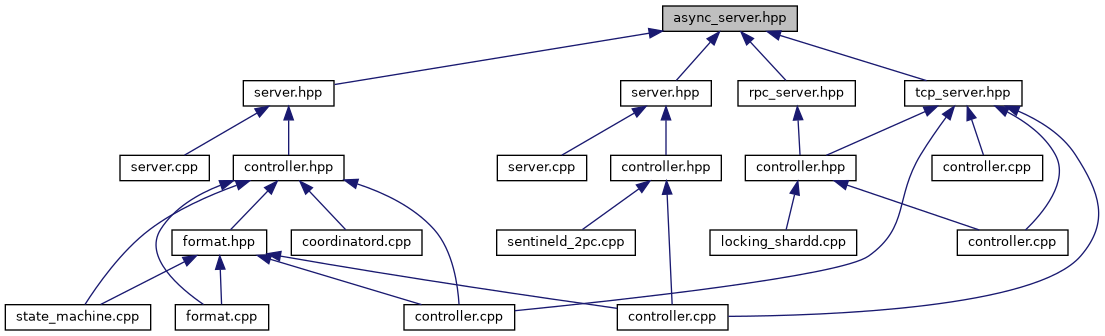 async_server.hpp
server.hpp
server.hpp
rpc_server.hpp
tcp_server.hpp
server.cpp
controller.hpp
server.cpp
controller.hpp
controller.hpp
controller.cpp
format.hpp
coordinatord.cpp
sentineld_2pc.cpp
locking_shardd.cpp
controller.cpp
state_machine.cpp
format.cpp
controller.cpp
controller.cpp